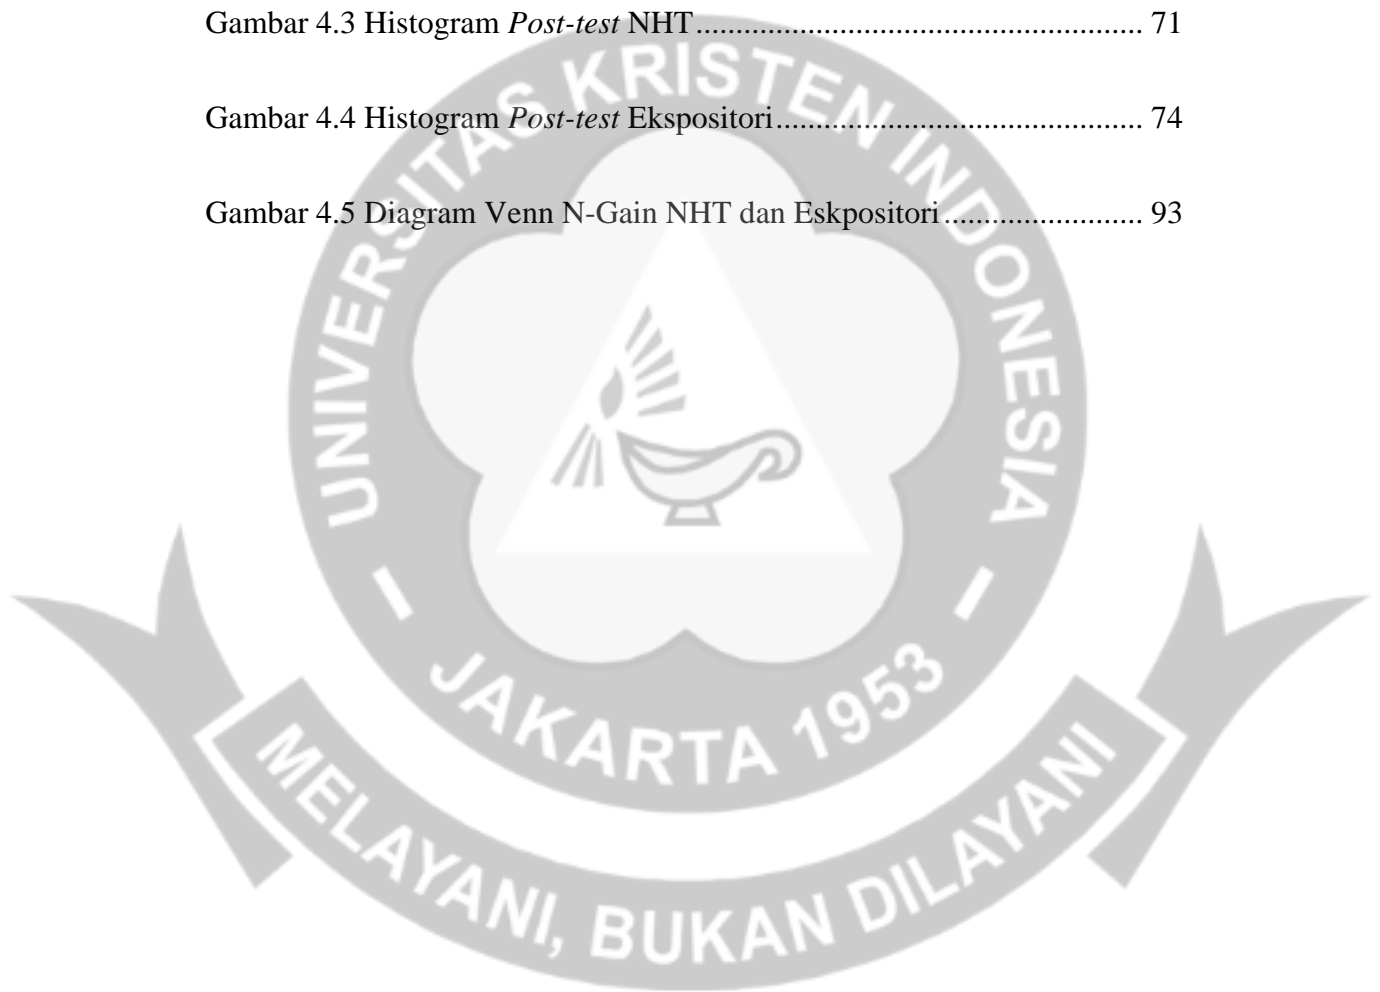 Gambar 4.3 Histogram Post-test NHT........................................................ 71
Gambar 4.4 Histogram Post-test Ekspositori.............................................. 74
Gambar 4.5 Diagram Venn N-Gain NHT dan Eskpositori ......................... 93
UNIVERSITAS KRISTEN INDONESIA
JAKARTA 1953
MELAYANI, BUKAN DILAYANI